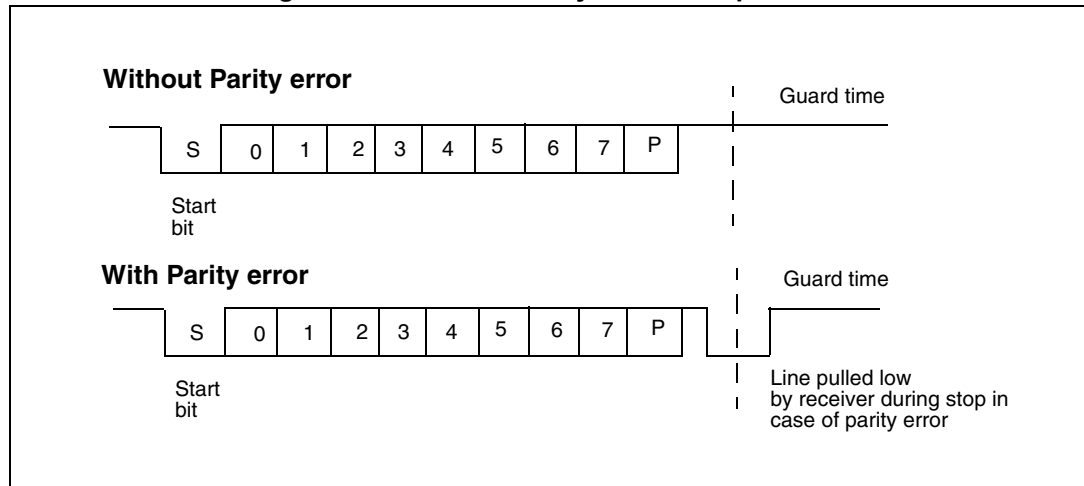 Without Parity error
Guard time
S 0 1 2 3 4 5 6 7 P
Start
bit
With Parity error
Guard time
S 0 1 2 3 4 5 6 7 P
Start
bit
Line pulled low
by receiver during stop in
case of parity error